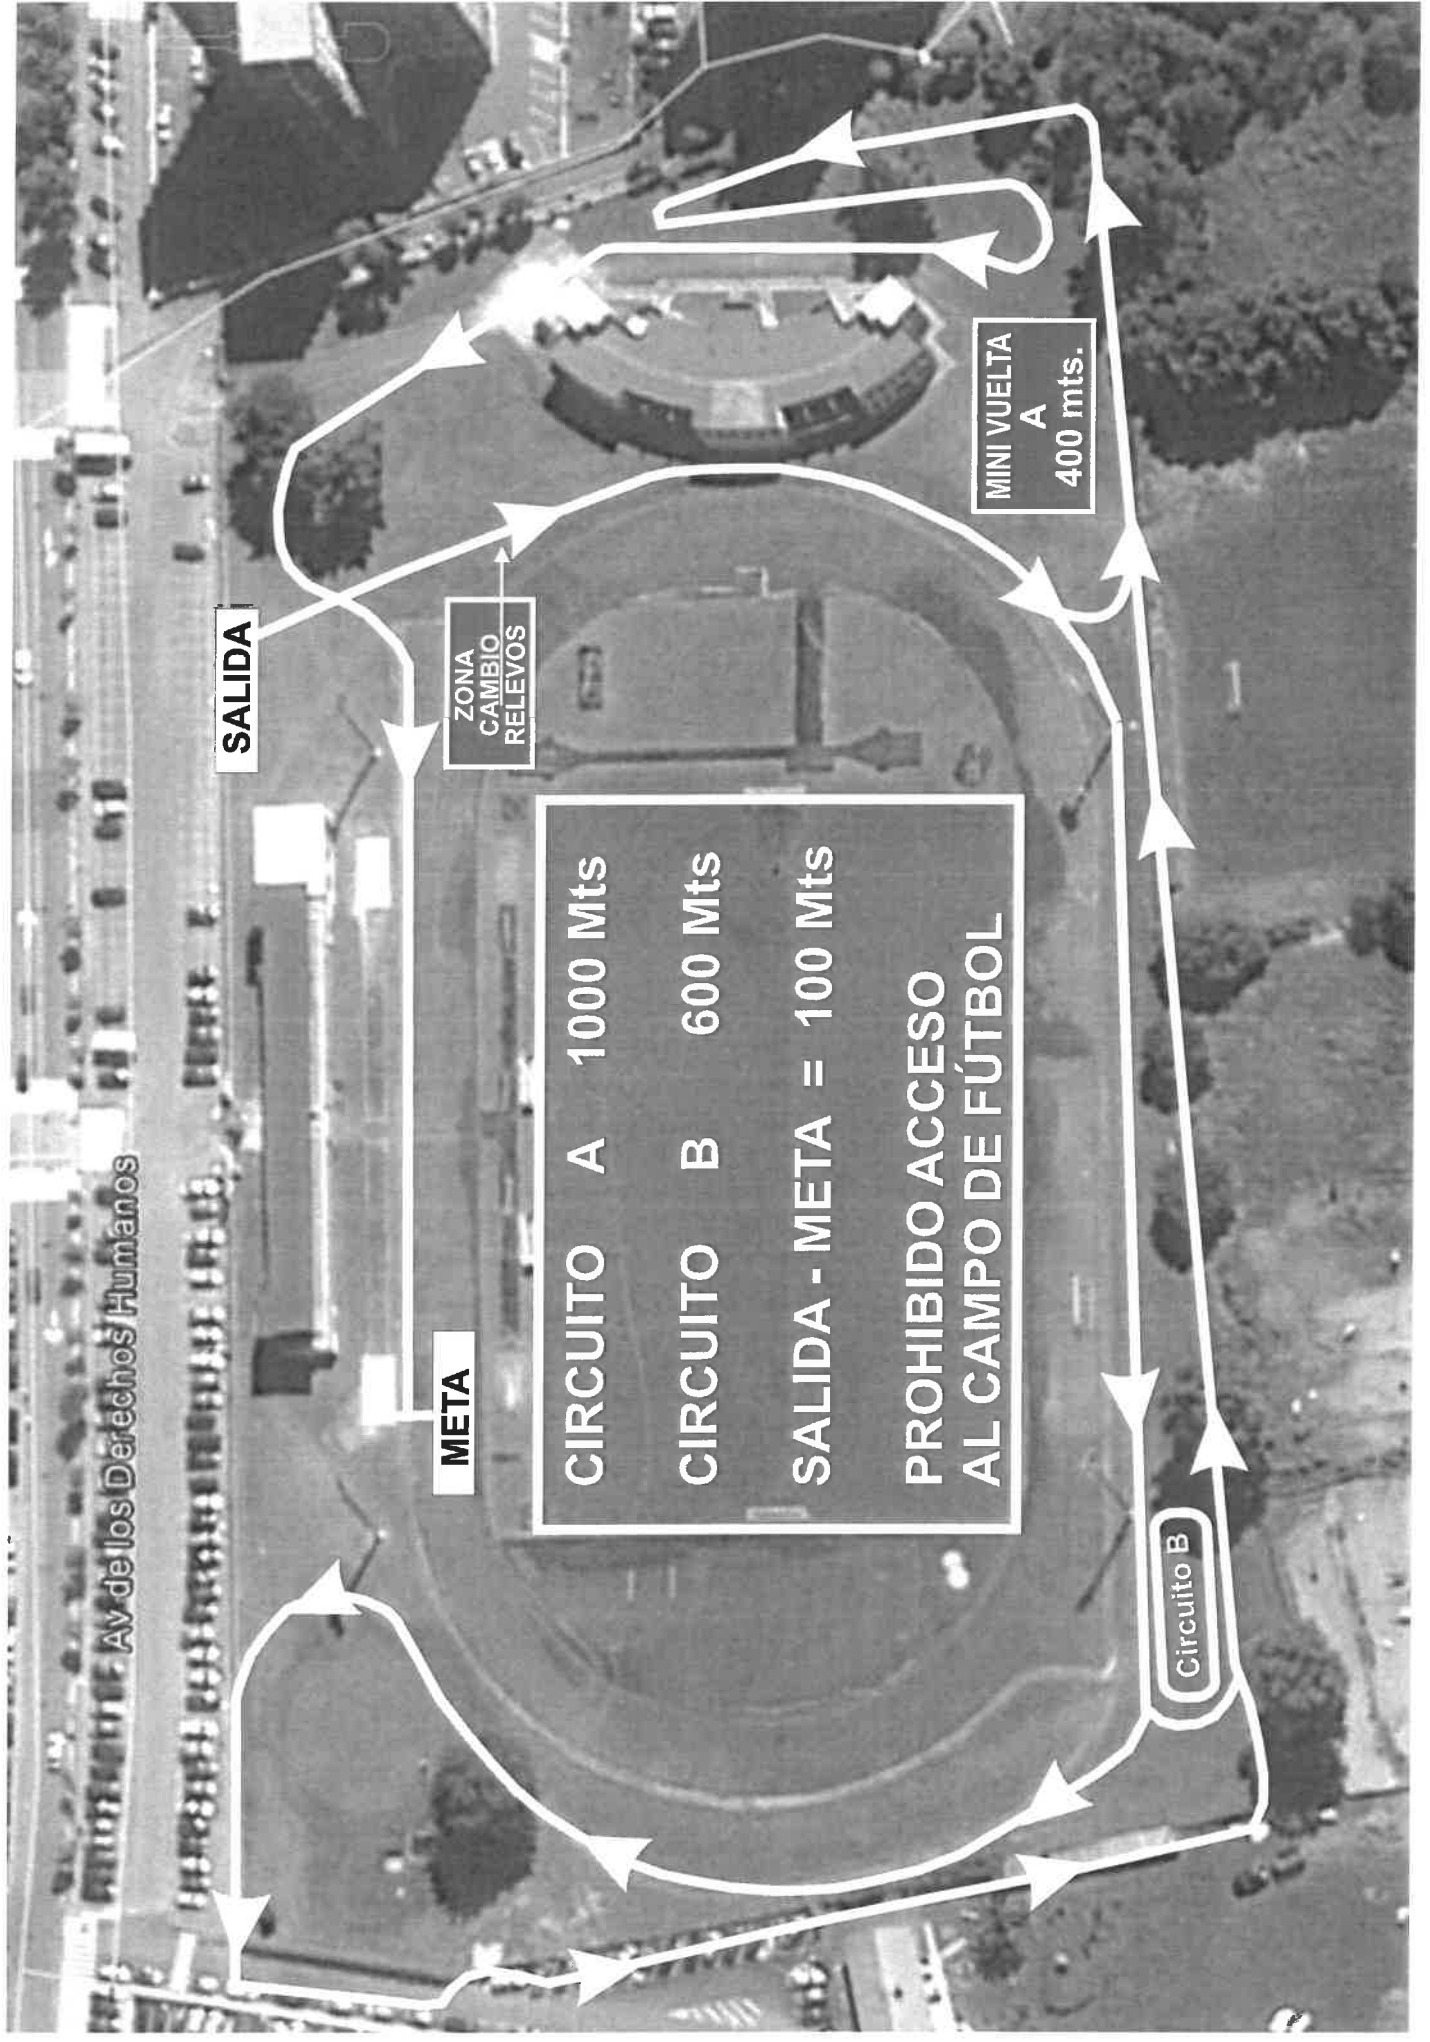 Av de los Derechos Humanos
SALIDA
META
ZONA
CAMBIO
RELEVOS
CIRCUITO A 1000 Mts
CIRCUITO B 600 Mts
SALIDA - META = 100 Mts
PROHIBIDO ACCESO
AL CAMPO DE FÚTBOL
MINI VUELTA
A
400 mts.
Circuito B